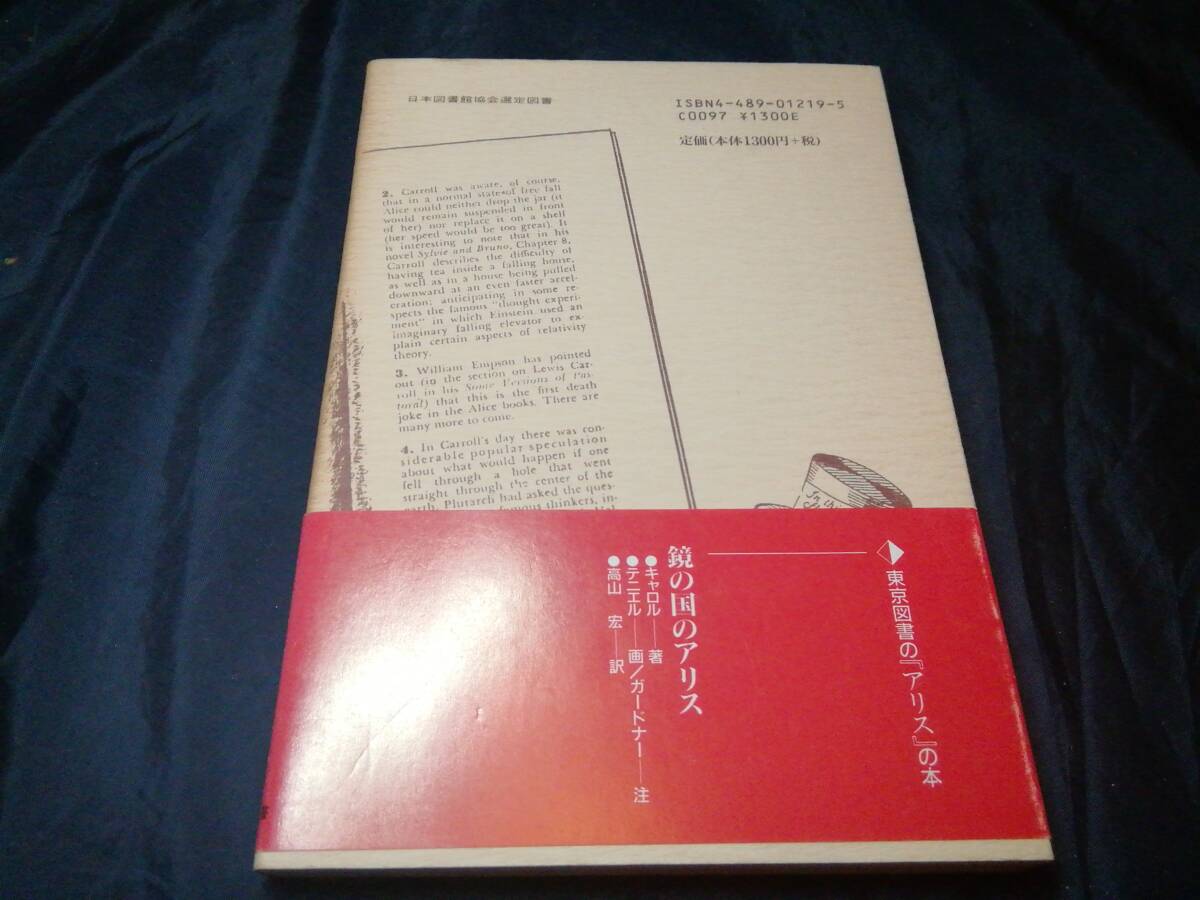 日本図書館協会選定図書
ISBN4-489-01219-5
C0097 ¥1300E
定価(本体1300円+税)
2. Carroll was aware, of course,
that in a normal state of free fall
Alice could neither drop the jar (it
would remain suspended in front
of her) nor replace it on a shelf
(her speed would be too great). It
is interesting to note that in his
novel Sylvie and Bruno, Chapter 8,
Carroll describes the difficulty of
having tea inside a falling house,
as well as in a house being pulled
downward at an even faster accel-
eration; anticipating in some re-
spects the famous "thought experi-
ment" in which Einstein used an
imaginary falling elevator to ex-
plain certain aspects of relativity
theory.
3. William Empson has pointed
out (in the section on Lewis Car-
roll in his Some Versions of Pas-
toral) that this is the first death
joke in the Alice books. There are
many more to come.
4. In Carroll's day there was con-
siderable popular speculation
about what would happen if one
fell through a hole that went
straight through the center of the
earth. Plutarch had asked the ques-
famous thinkers, in-
東京図書の『アリス』の本
鏡の国のアリス
●キャロル──著
●テニエル──画/ガードナー──注
●高山 宏──訳